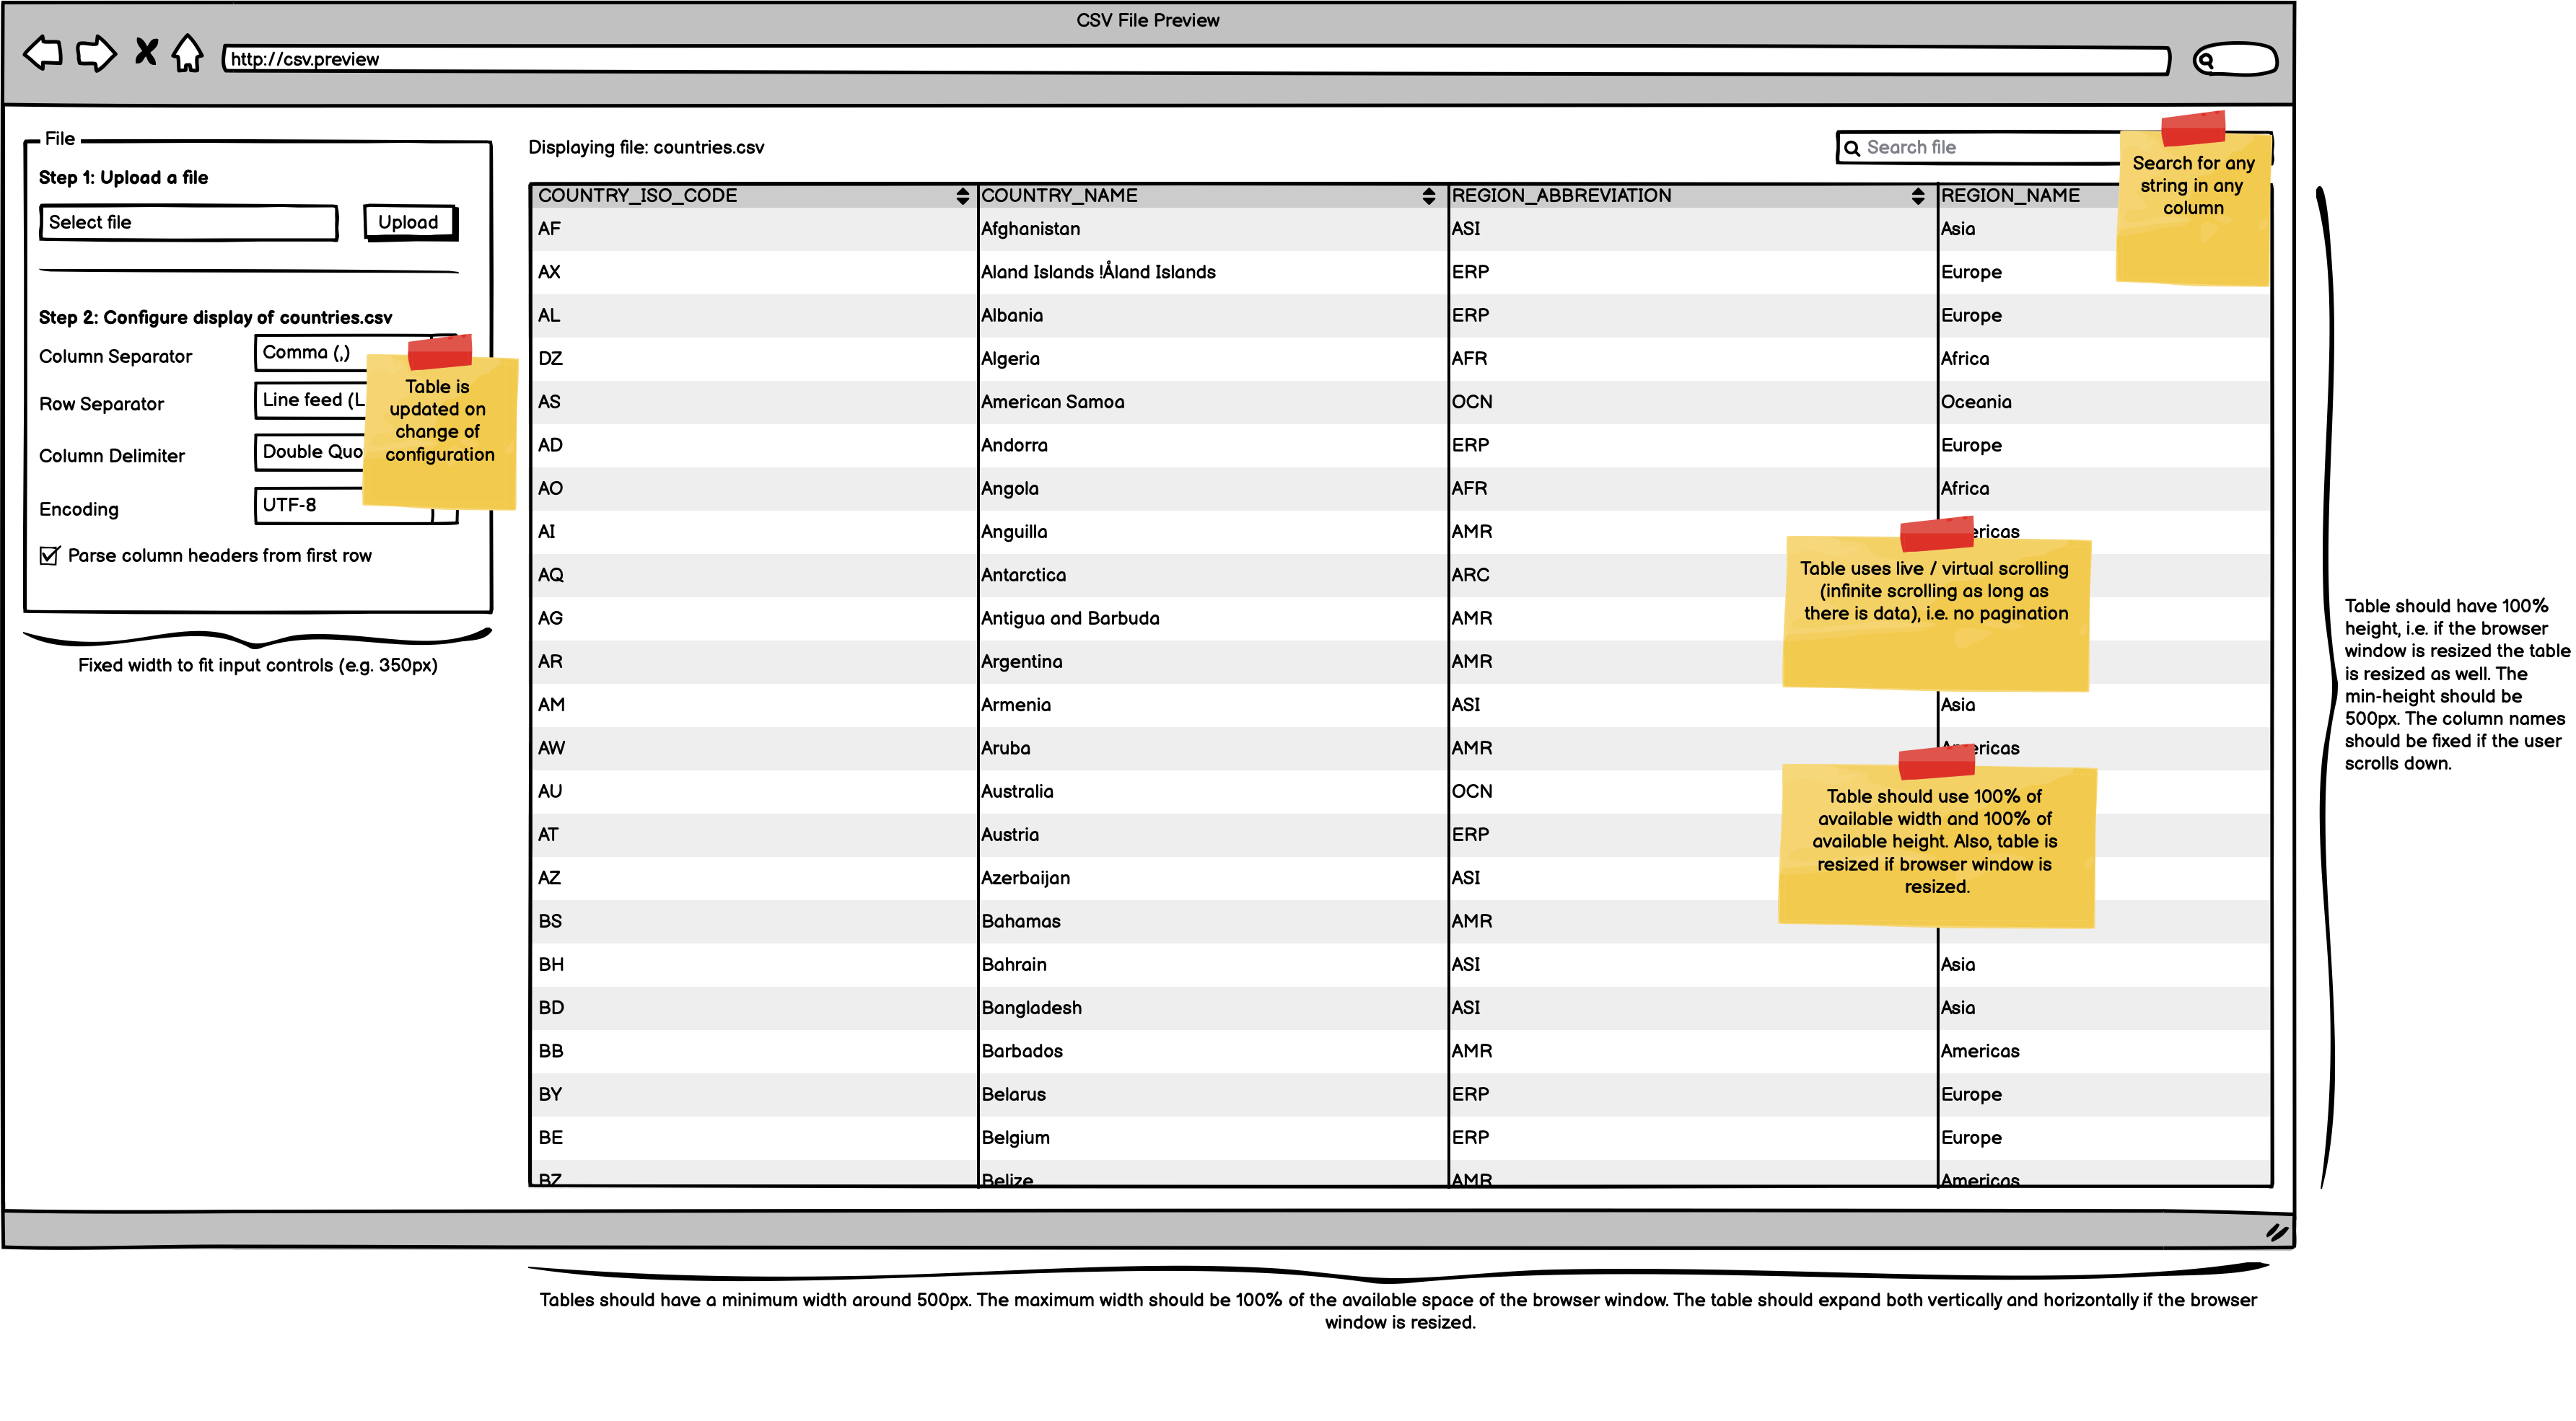 CSV File Preview
http://csv.preview
File
Step 1: Upload a file
Select file
Upload
Step 2: Configure display of countries.csv
Column Separator
Comma (,)
Row Separator
Line feed (L
Column Delimiter
Double Quo
Encoding
UTF-8
Parse column headers from first row
Table is
updated on
change of
configuration
Fixed width to fit input controls (e.g. 350px)
Displaying file: countries.csv
Search file
Search for any
string in any
column
COUNTRY_ISO_CODE COUNTRY_NAME REGION_ABBREVIATION REGION_NAME
AF Afghanistan ASI Asia
AX Aland Islands !Åland Islands ERP Europe
AL Albania ERP Europe
DZ Algeria AFR Africa
AS American Samoa OCN Oceania
AD Andorra ERP Europe
AO Angola AFR Africa
AI Anguilla AMR ericas
AQ Antarctica ARC
AG Antigua and Barbuda AMR
AR Argentina AMR
AM Armenia ASI Asia
AW Aruba AMR ericas
AU Australia OCN
AT Austria ERP
AZ Azerbaijan ASI
BS Bahamas AMR
BH Bahrain ASI Asia
BD Bangladesh ASI Asia
BB Barbados AMR Americas
BY Belarus ERP Europe
BE Belgium ERP Europe
BZ Belize AMR Americas
Table uses live / virtual scrolling
(infinite scrolling as long as
there is data), i.e. no pagination
Table should use 100% of
available width and 100% of
available height. Also, table is
resized if browser window is
resized.
Table should have 100%
height, i.e. if the browser
window is resized the table
is resized as well. The
min-height should be
500px. The column names
should be fixed if the user
scrolls down.
Tables should have a minimum width around 500px. The maximum width should be 100% of the available space of the browser window. The table should expand both vertically and horizontally if the browser
window is resized.